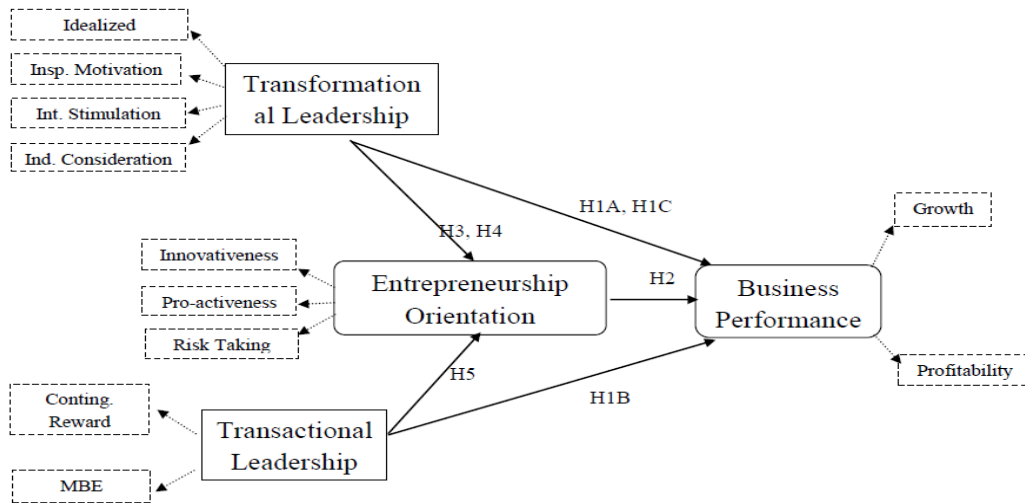 Idealized
Insp. Motivation
Int. Stimulation
Ind. Consideration
Transformation
al Leadership
H1A, H1C
Growth
H3, H4
Innovativeness
Pro-activeness
Risk Taking
Entrepreneurship
Orientation
H2
Business
Performance
Profitability
H5
H1B
Conting.
Reward
MBE
Transactional
Leadership